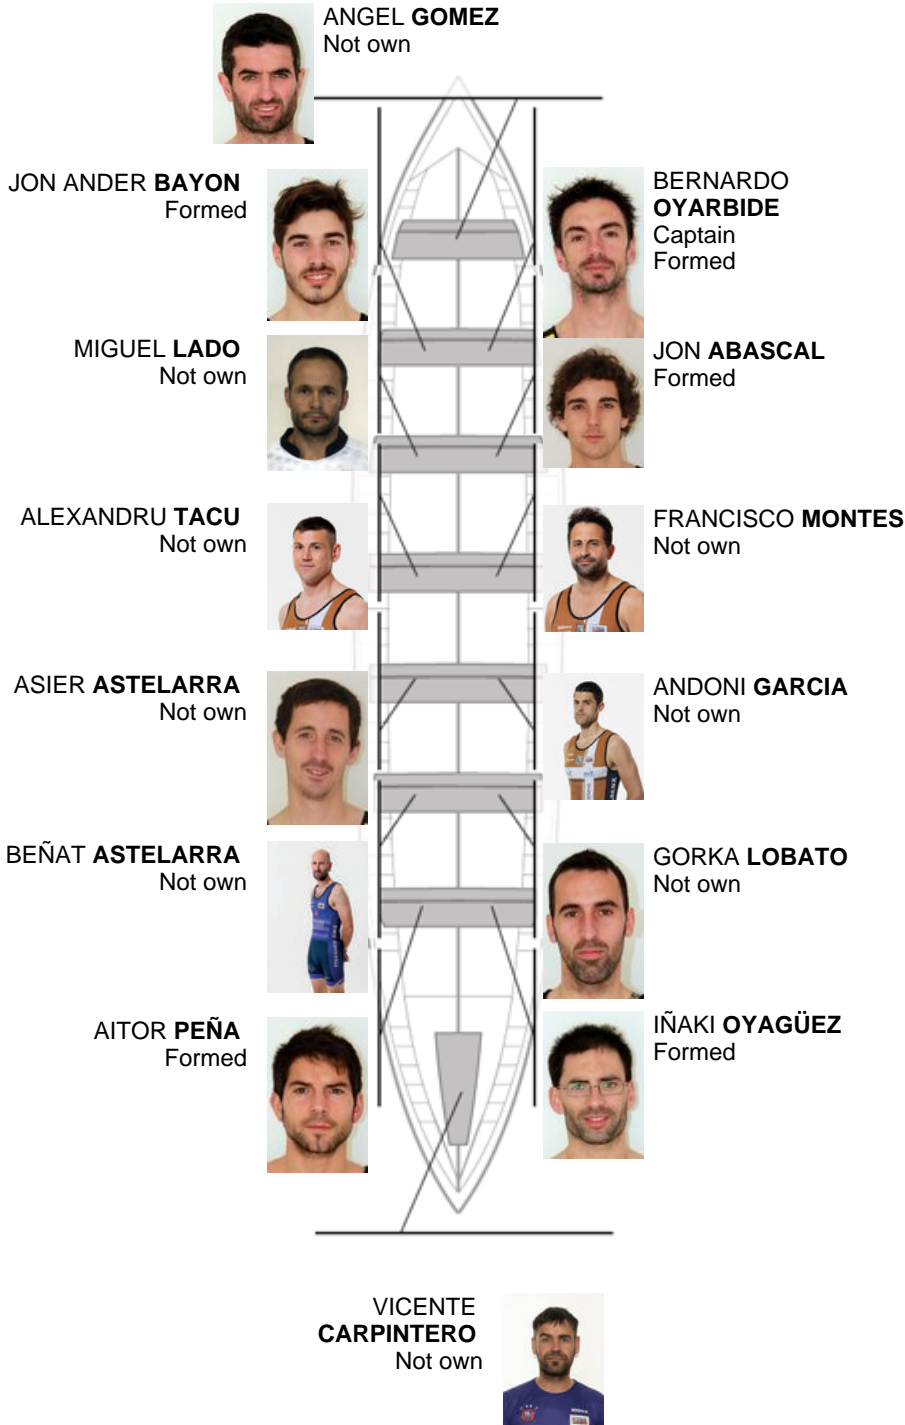 ANGEL GOMEZ
Not own
JON ANDER BAYON
Formed
BERNARDO
OYARBIDE
Captain
Formed
MIGUEL LADO
Not own
JON ABASCAL
Formed
ALEXANDRU TACU
Not own
FRANCISCO MONTES
Not own
ASIER ASTELARRA
Not own
ANDONI GARCIA
Not own
BEÑAT ASTELARRA
Not own
GORKA LOBATO
Not own
AITOR PEÑA
Formed
IÑAKI OYAGÜEZ
Formed
VICENTE
CARPINTERO
Not own